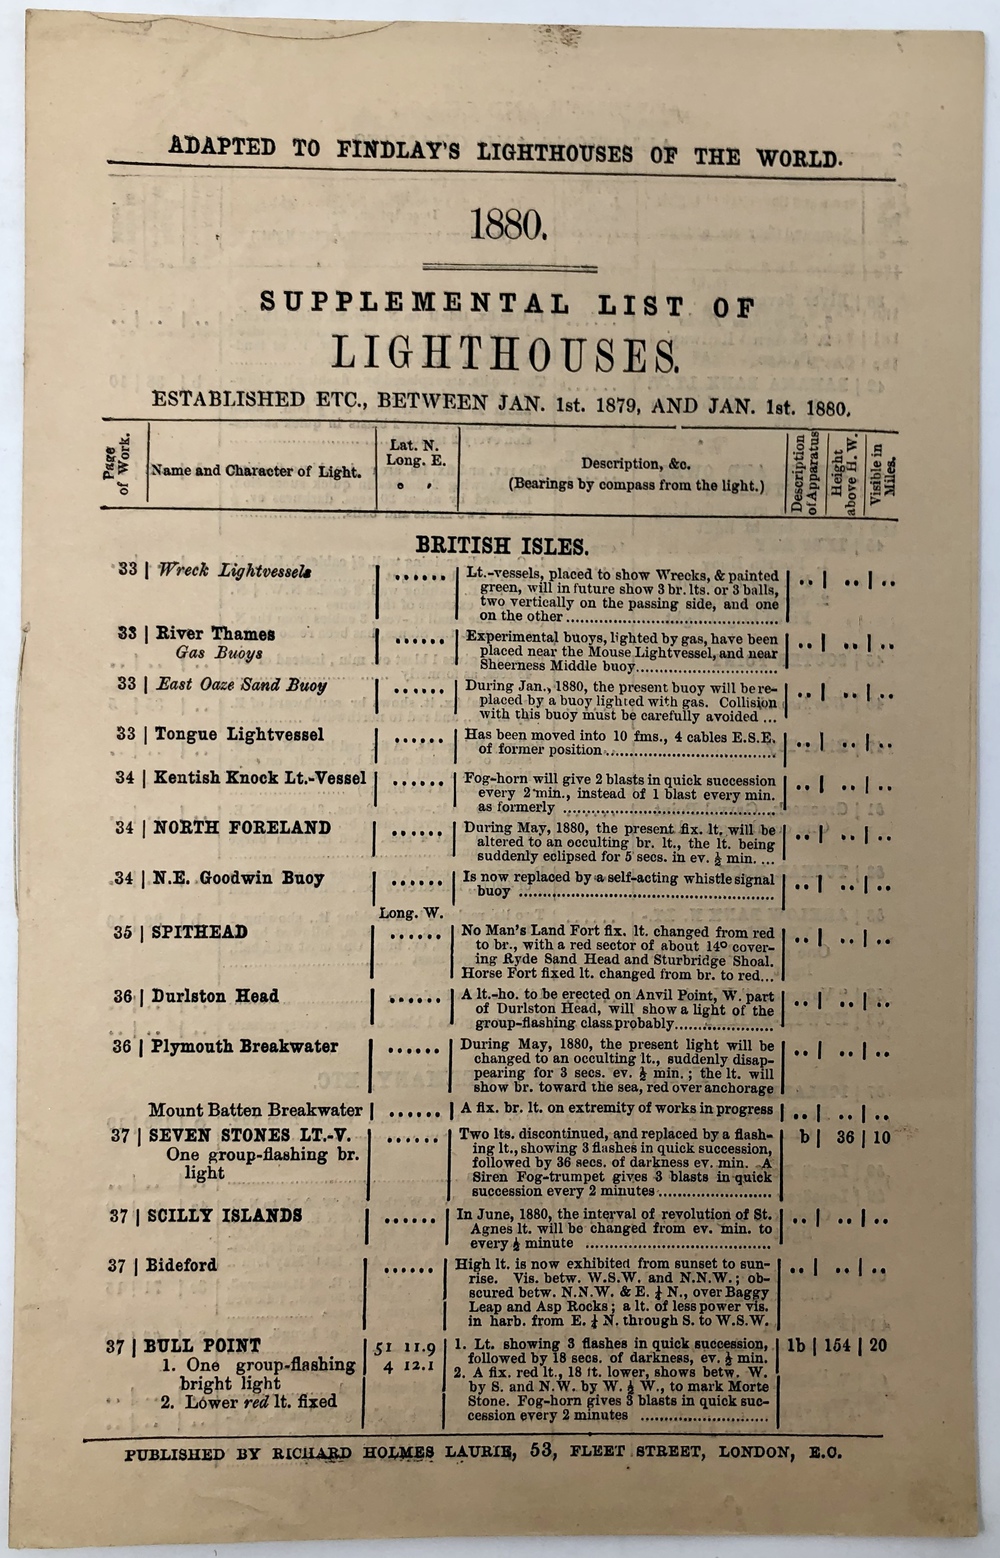 ADAPTED TO FINDLAY'S LIGHTHOUSES OF THE WORLD.
1880.
SUPPLEMENTAL LIST OF
LIGHTHOUSES.
ESTABLISHED ETC., BETWEEN JAN. 1st. 1879, AND JAN. 1st. 1880.
Page of Work. | Name and Character of Light. | Lat. N. Long. E. ° ′ | Description, &c. (Bearings by compass from the light.) | Description of Apparatus | Height above H. W. | Visible in Miles.
BRITISH ISLES.
33 | Wreck Lightvessels | ...... | Lt.-vessels, placed to show Wrecks, & painted | .. | .. | ..
green, will in future show 3 br. lts. or 3 balls,
two vertically on the passing side, and one
on the other
33 | River Thames | ...... | Experimental buoys, lighted by gas, have been | .. | .. | ..
Gas Buoys | placed near the Mouse Lightvessel, and near
Sheerness Middle buoy
33 | East Oaze Sand Buoy | ...... | During Jan., 1880, the present buoy will be re- | .. | .. | ..
placed by a buoy lighted with gas. Collision
with this buoy must be carefully avoided ...
33 | Tongue Lightvessel | ...... | Has been moved into 10 fms., 4 cables E.S.E. | .. | .. | ..
of former position
34 | Kentish Knock Lt.-Vessel | ...... | Fog-horn will give 2 blasts in quick succession | .. | .. | ..
every 2 min., instead of 1 blast every min.
as formerly
34 | NORTH FORELAND | ...... | During May, 1880, the present fix. lt. will be | .. | .. | ..
altered to an occulting br. lt., the lt. being
suddenly eclipsed for 5 secs. in ev. ½ min. ...
34 | N.E. Goodwin Buoy | ...... | Is now replaced by a self-acting whistle signal | .. | .. | ..
buoy
Long. W.
35 | SPITHEAD | ...... | No Man's Land Fort fix. lt. changed from red | .. | .. | ..
to br., with a red sector of about 14° cover-
ing Ryde Sand Head and Sturbridge Shoal.
Horse Fort fixed lt. changed from br. to red...
36 | Durlston Head | ...... | A lt.-ho. to be erected on Anvil Point, W. part | .. | .. | ..
of Durlston Head, will show a light of the
group-flashing class probably
36 | Plymouth Breakwater | ...... | During May, 1880, the present light will be | .. | .. | ..
changed to an occulting lt., suddenly disap-
pearing for 3 secs. ev. ½ min.; the lt. will
show br. toward the sea, red over anchorage
Mount Batten Breakwater | ...... | A fix. br. lt. on extremity of works in progress | .. | .. | ..
37 | SEVEN STONES LT.-V. | ...... | Two lts. discontinued, and replaced by a flash- | b | 36 | 10
One group-flashing br. | ing lt., showing 3 flashes in quick succession,
light | followed by 36 secs. of darkness ev. min. A
Siren Fog-trumpet gives 3 blasts in quick
succession every 2 minutes
37 | SCILLY ISLANDS | ...... | In June, 1880, the interval of revolution of St. | .. | .. | ..
Agnes lt. will be changed from ev. min. to
every ½ minute
37 | Bideford | ...... | High lt. is now exhibited from sunset to sun- | .. | .. | ..
rise. Vis. betw. W.S.W. and N.N.W.; ob-
scured betw. N.N.W. & E. ¼ N., over Baggy
Leap and Asp Rocks; a lt. of less power vis.
in harb. from E. ¼ N. through S. to W.S.W.
37 | BULL POINT | 51 11.9 | 1. Lt. showing 3 flashes in quick succession, | 1b | 154 | 20
1. One group-flashing | 4 12.1 | followed by 18 secs. of darkness, ev. ½ min.
bright light | 2. A fix. red lt., 18 ft. lower, shows betw. W.
2. Lower red lt. fixed | by S. and N.W. by W. ½ W., to mark Morte
Stone. Fog-horn gives 3 blasts in quick suc-
cession every 2 minutes
PUBLISHED BY RICHARD HOLMES LAURIE, 53, FLEET STREET, LONDON, E.C.